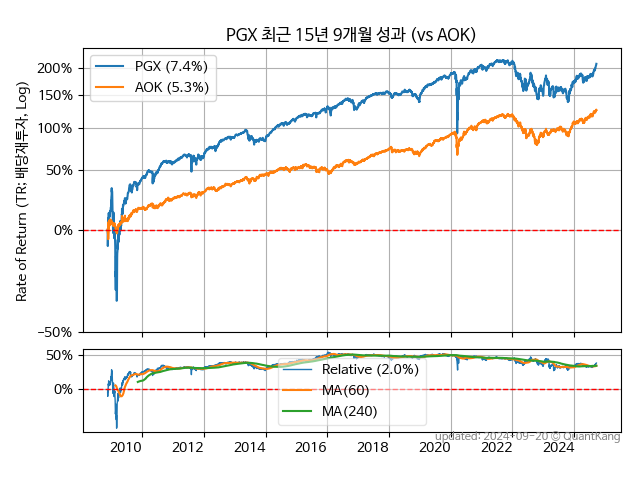 PGX 최근 15년 9개월 성과 (vs AOK)
Rate of Return (TR: 배당재투자, Log)
200%
150%
100%
50%
0%
−50%
PGX (7.4%)
AOK (5.3%)
50%
0%
Relative (2.0%)
MA(60)
MA(240)
2010 2012 2014 2016 2018 2020 2022 2024
updated: 2024-09-20 © QuantKang